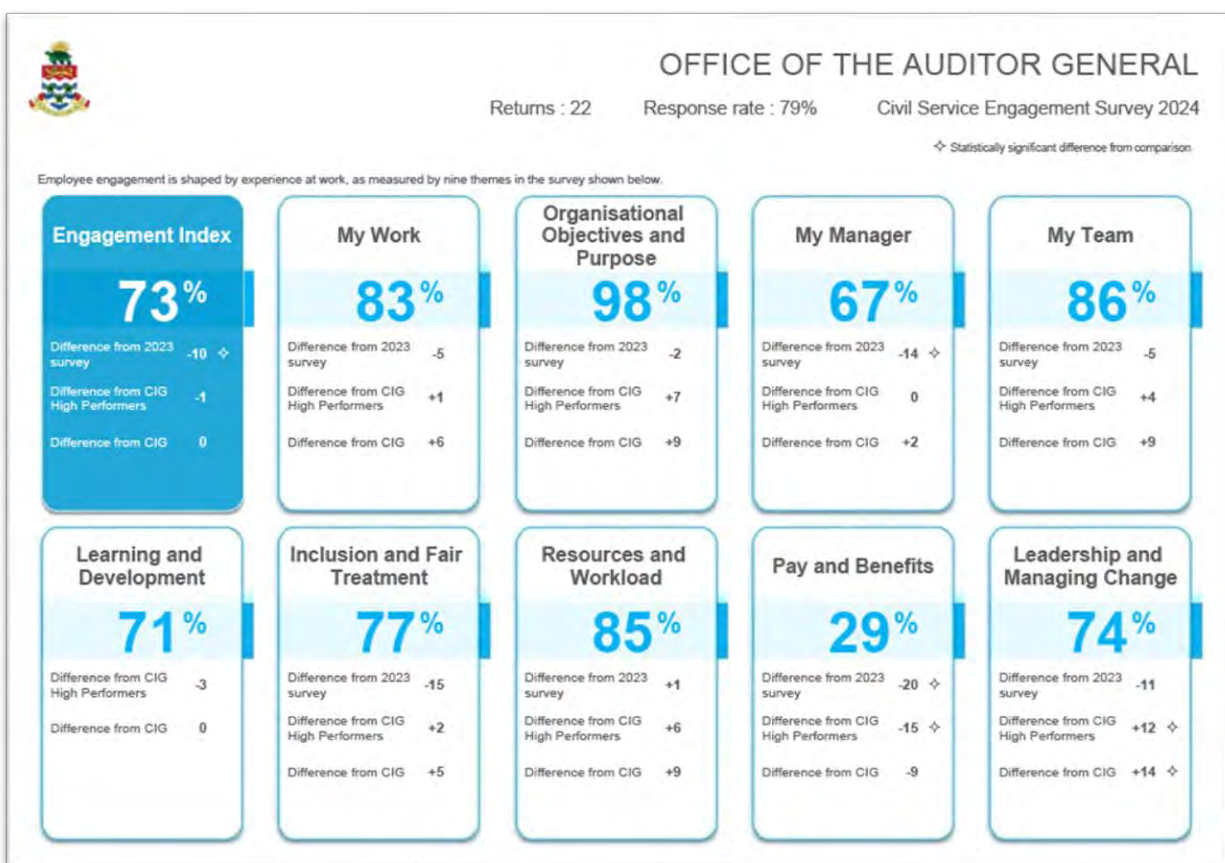 OFFICE OF THE AUDITOR GENERAL
Returns : 22 Response rate : 79% Civil Service Engagement Survey 2024
✧ Statistically significant difference from comparison
Employee engagement is shaped by experience at work, as measured by nine themes in the survey shown below.
Engagement Index
73%
Difference from 2023
survey -10 ✧
Difference from CIG
High Performers -1
Difference from CIG 0
My Work
83%
Difference from 2023
survey -5
Difference from CIG
High Performers +1
Difference from CIG +6
Organisational
Objectives and
Purpose
98%
Difference from 2023
survey -2
Difference from CIG
High Performers +7
Difference from CIG +9
My Manager
67%
Difference from 2023
survey -14 ✧
Difference from CIG
High Performers 0
Difference from CIG +2
My Team
86%
Difference from 2023
survey -5
Difference from CIG
High Performers +4
Difference from CIG +9
Learning and
Development
71%
Difference from CIG
High Performers -3
Difference from CIG 0
Inclusion and Fair
Treatment
77%
Difference from 2023
survey -15
Difference from CIG
High Performers +2
Difference from CIG +5
Resources and
Workload
85%
Difference from 2023
survey +1
Difference from CIG
High Performers +6
Difference from CIG +9
Pay and Benefits
29%
Difference from 2023
survey -20 ✧
Difference from CIG
High Performers -15 ✧
Difference from CIG -9
Leadership and
Managing Change
74%
Difference from 2023
survey -11
Difference from CIG
High Performers +12 ✧
Difference from CIG +14 ✧